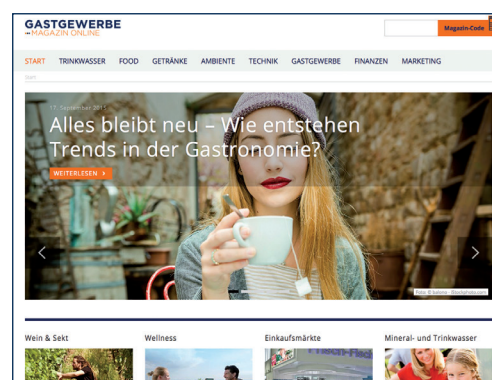 GASTGEWERBE
MAGAZIN ONLINE
Magazin-Code
START TRINKWASSER FOOD GETRÄNKE AMBIENTE TECHNIK GASTGEWERBE FINANZEN MARKETING
Start
17. September 2015
Alles bleibt neu – Wie entstehen
Trends in der Gastronomie?
WEITERLESEN >
Wein & Sekt Wellness Einkaufsmärkte Mineral- und Trinkwasser